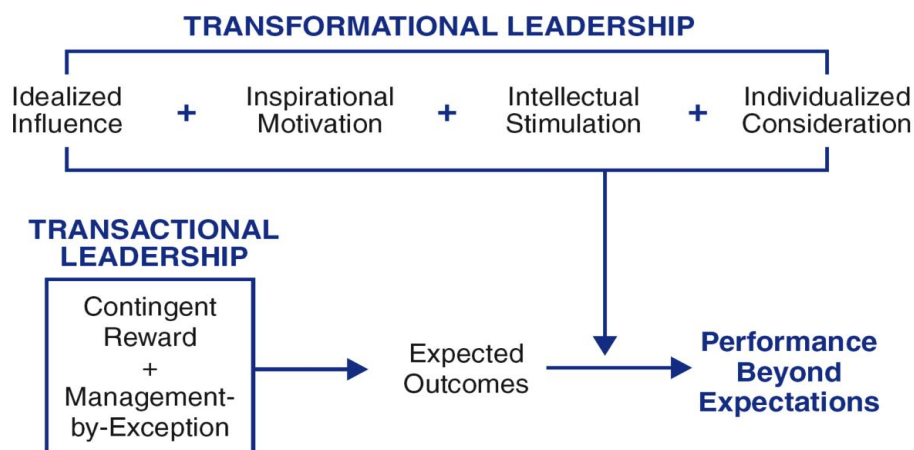 TRANSFORMATIONAL LEADERSHIP
Idealized
Influence
+
Inspirational
Motivation
+
Intellectual
Stimulation
+
Individualized
Consideration
TRANSACTIONAL
LEADERSHIP
Contingent
Reward
+
Management-
by-Exception
Expected
Outcomes
Performance
Beyond
Expectations